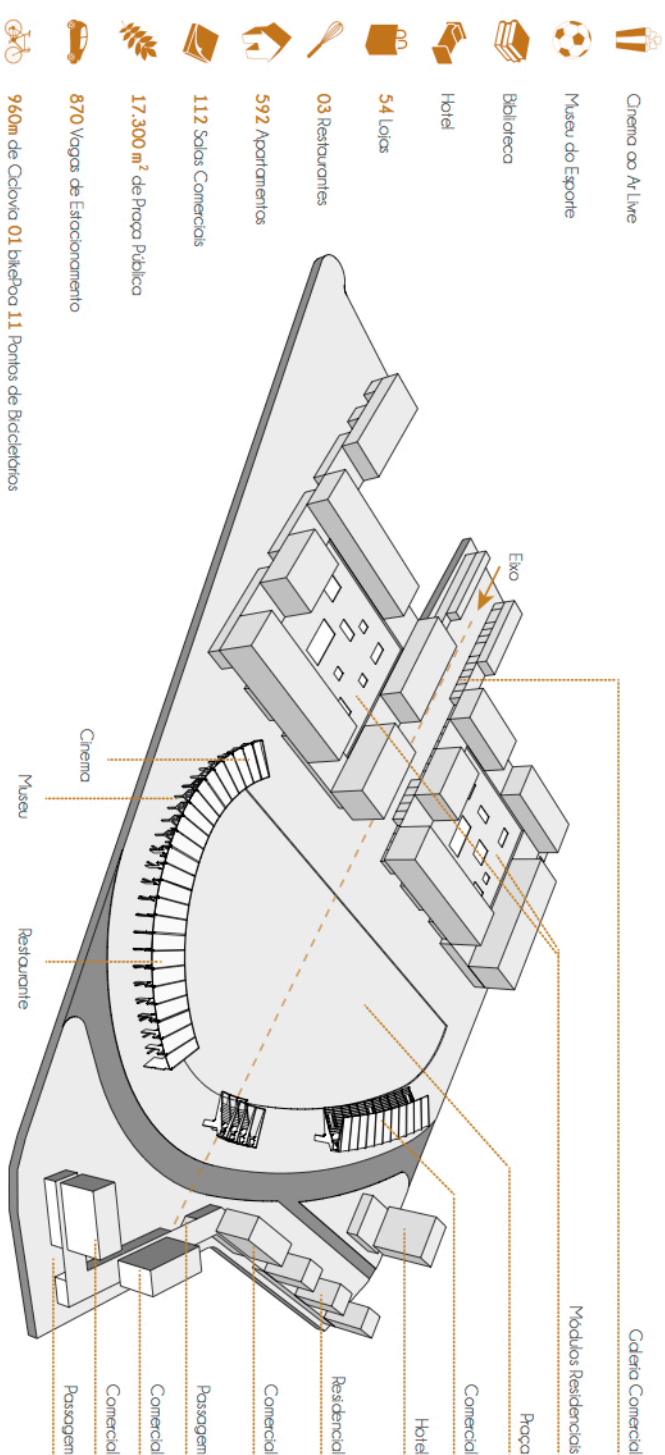 Cinema ao Ar Livre
Museu do Esporte
Biblioteca
Hotel
54 Lojas
03 Restaurantes
592 Apartamentos
112 Salas Comerciais
17.300 m² de Praça Pública
870 Vagas de Estacionamento
960m de Ciclovia 01 bikePoa 11 Pontos de Bicicletários
Eixo
Cinema
Museu
Restaurante
Galeria Comercial
Módulos Residenciais
Praça
Comercial
Hotel
Residencial
Comercial
Passagem
Comercial
Comercial
Passagem